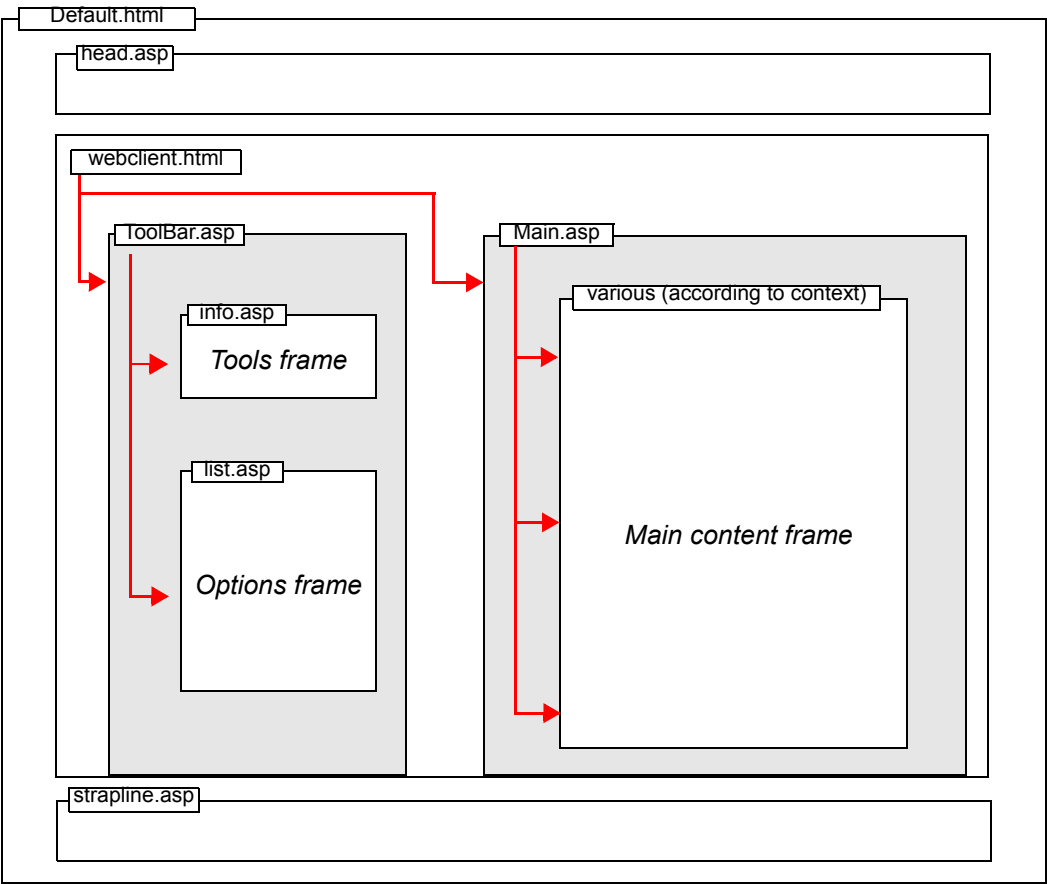 Default.html
head.asp
webclient.html
ToolBar.asp
Main.asp
info.asp
Tools frame
various (according to context)
list.asp
Options frame
Main content frame
strapline.asp